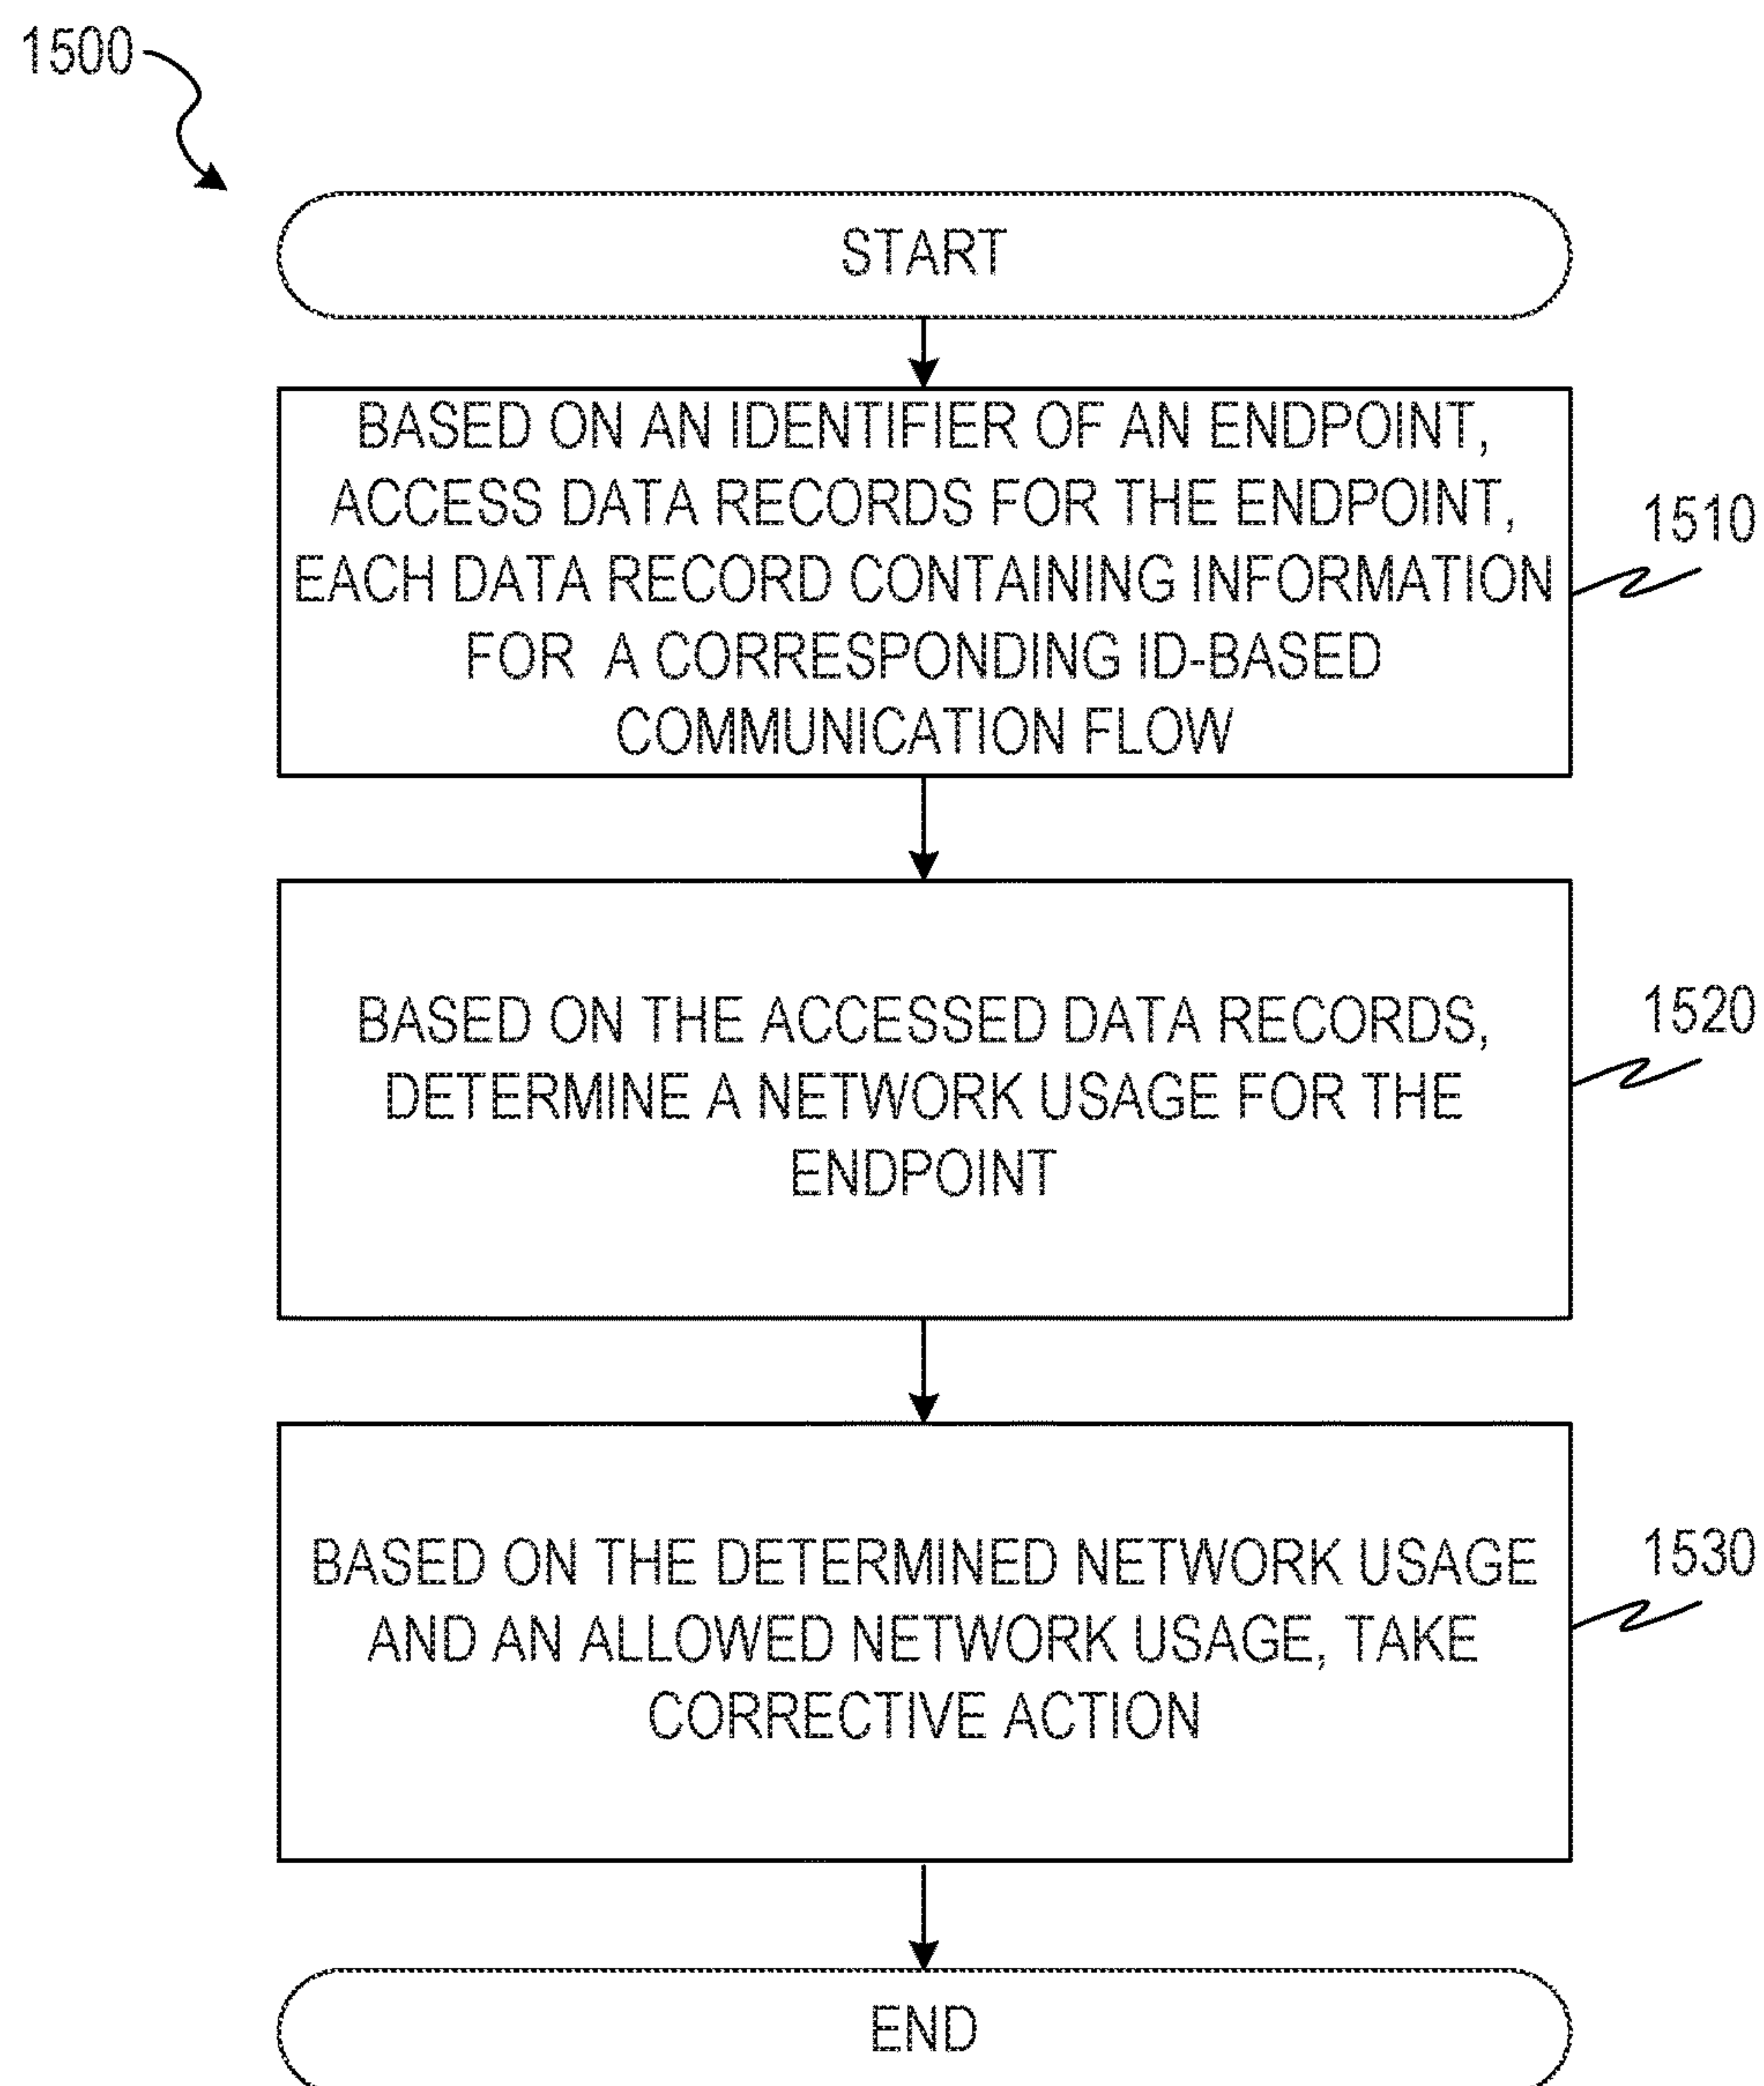 1500
START
BASED ON AN IDENTIFIER OF AN ENDPOINT,
ACCESS DATA RECORDS FOR THE ENDPOINT,
EACH DATA RECORD CONTAINING INFORMATION
FOR A CORRESPONDING ID-BASED
COMMUNICATION FLOW
1510
BASED ON THE ACCESSED DATA RECORDS,
DETERMINE A NETWORK USAGE FOR THE
ENDPOINT
1520
BASED ON THE DETERMINED NETWORK USAGE
AND AN ALLOWED NETWORK USAGE, TAKE
CORRECTIVE ACTION
1530
END